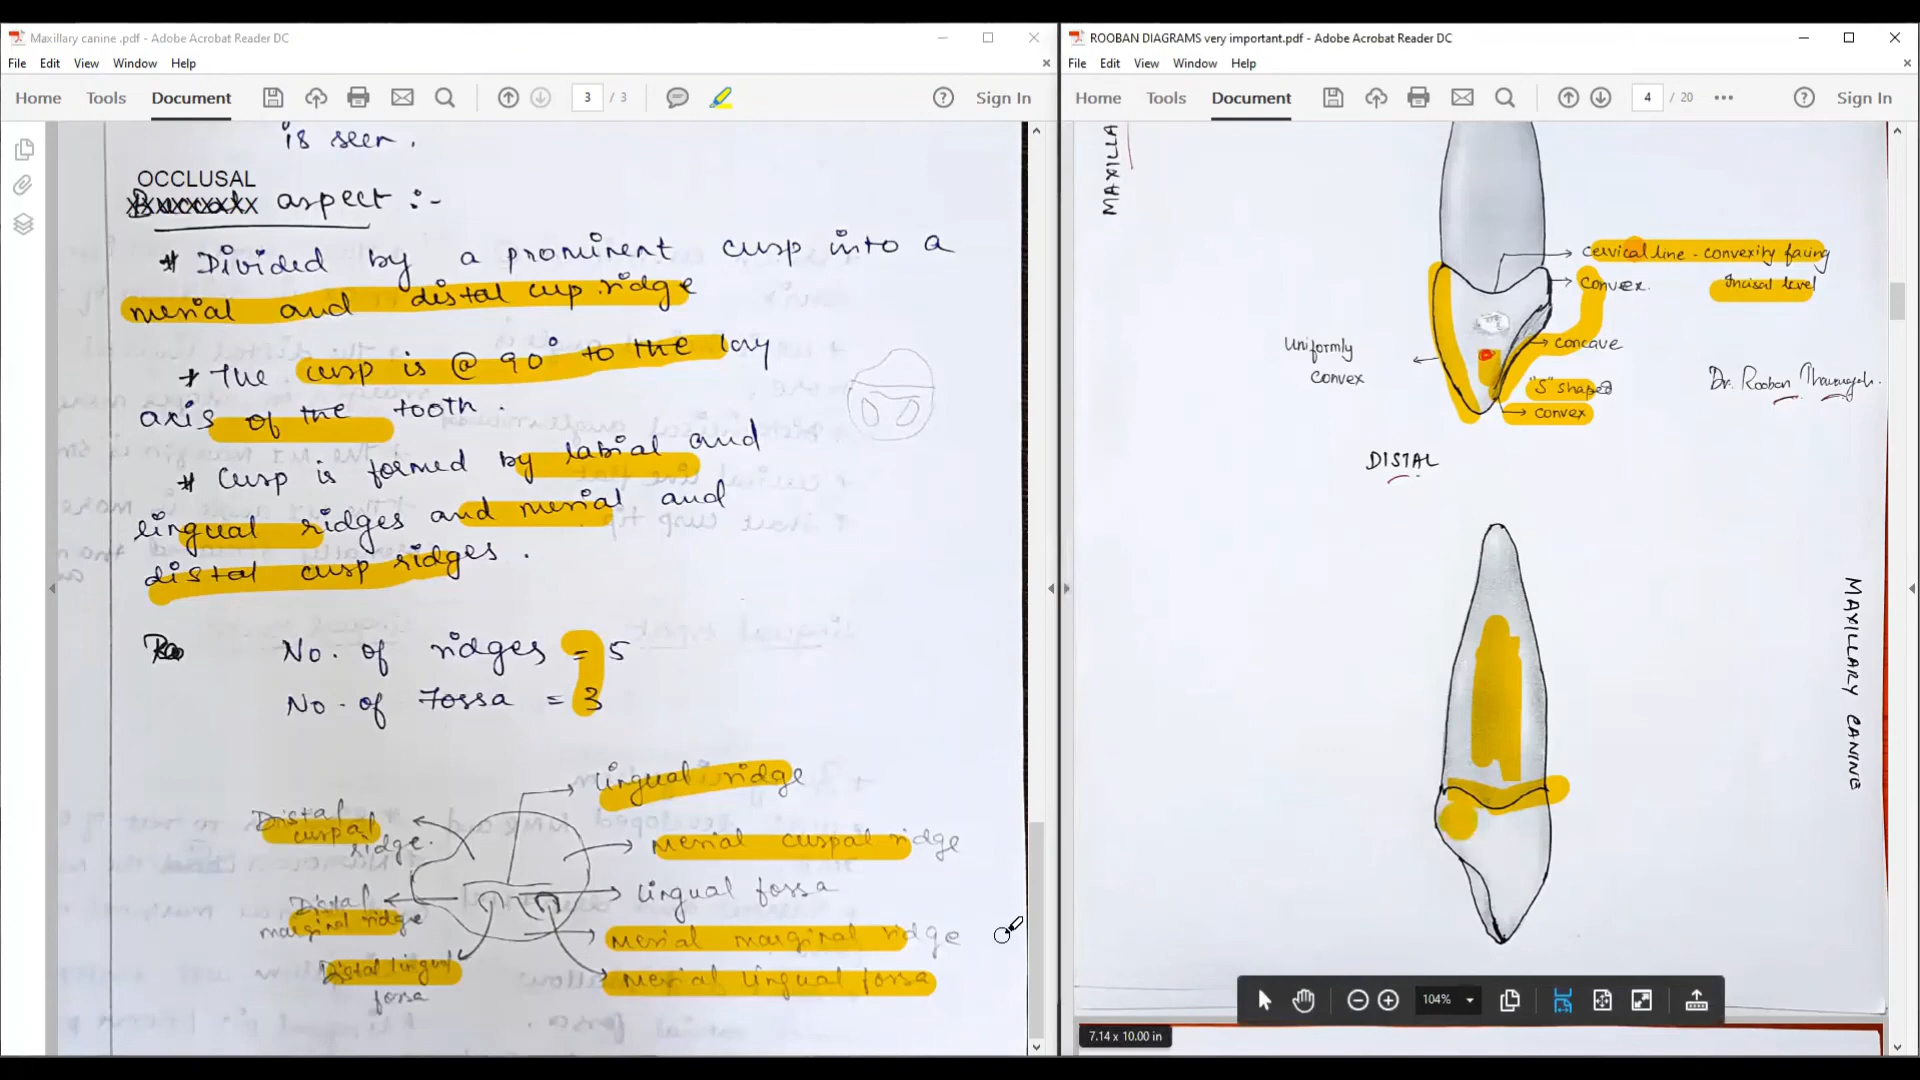 Maxillary canine .pdf - Adobe Acrobat Reader DC
File Edit View Window Help
Home Tools Document 3 / 3 Sign In
is seen.
OCCLUSAL
XXXXXXXX aspect :-
* Divided by a prominent cusp into a
mesial and distal cup ridge
* The cusp is @ 90° to the long
axis of the tooth.
* Cusp is formed by labial and
lingual ridges and mesial and
distal cusp ridges.
No. of ridges = 5
No. of Fossa = 3
lingual ridge
Distal
cuspal
ridge.
Mesial cuspal ridge
lingual fossa
Distal
marginal ridge
Mesial marginal ridge
Distal lingual
fossa
Mesial lingual fossa
ROOBAN DIAGRAMS very important.pdf - Adobe Acrobat Reader DC
File Edit View Window Help
Home Tools Document 4 / 20 Sign In
MAXILLA
Cervical line - convexity facing
Incisal level
Convex.
Concave
Uniformly
Convex
"S" shaped
convex
Dr. Rooban Thavarajah.
DISTAL
MAXILLARY CANINE
104%
7.14 x 10.00 in